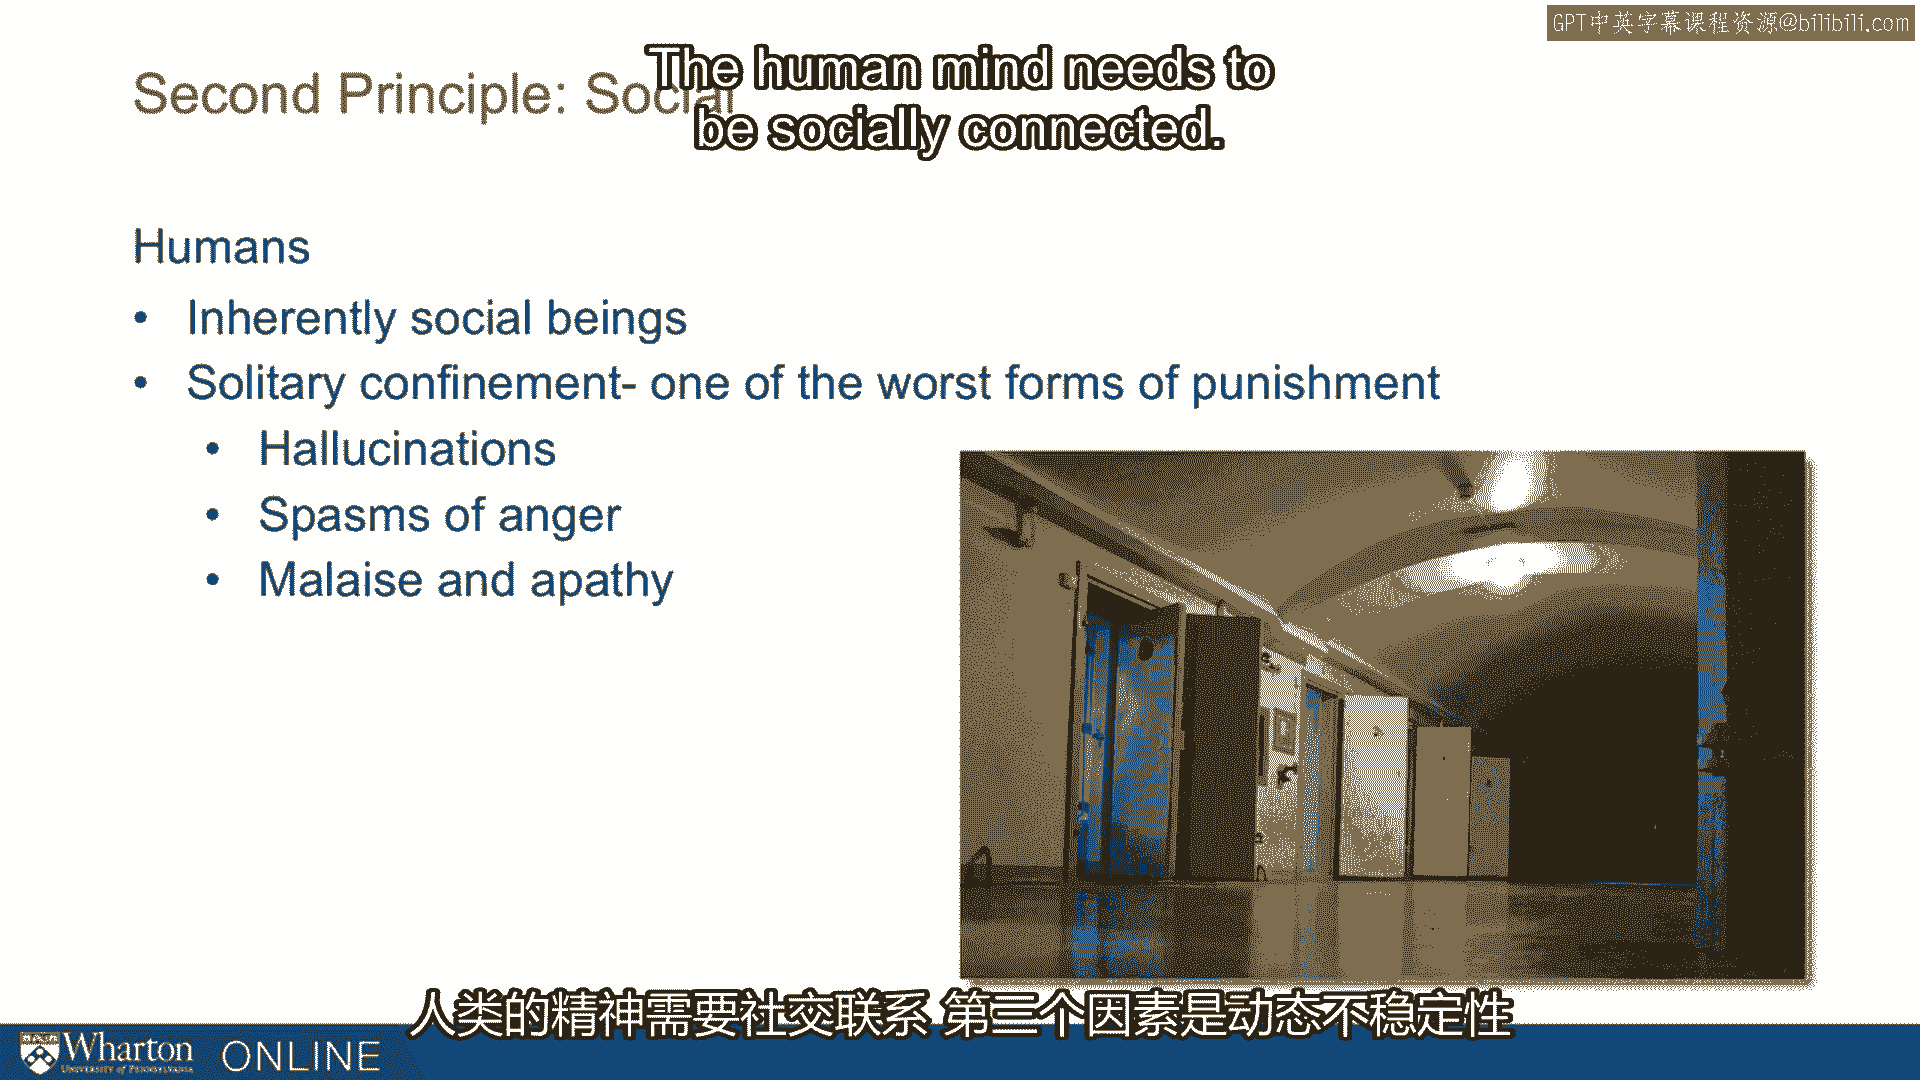 GPT中英字幕课程资源@bilibili.com
Second Principle: Social
The human mind needs to
be socially connected.
Humans
• Inherently social beings
• Solitary confinement- one of the worst forms of punishment
• Hallucinations
• Spasms of anger
• Malaise and apathy
人类的精神需要社交联系 第三个因素是动态不稳定性
Wharton ONLINE
UNIVERSITY OF PENNSYLVANIA